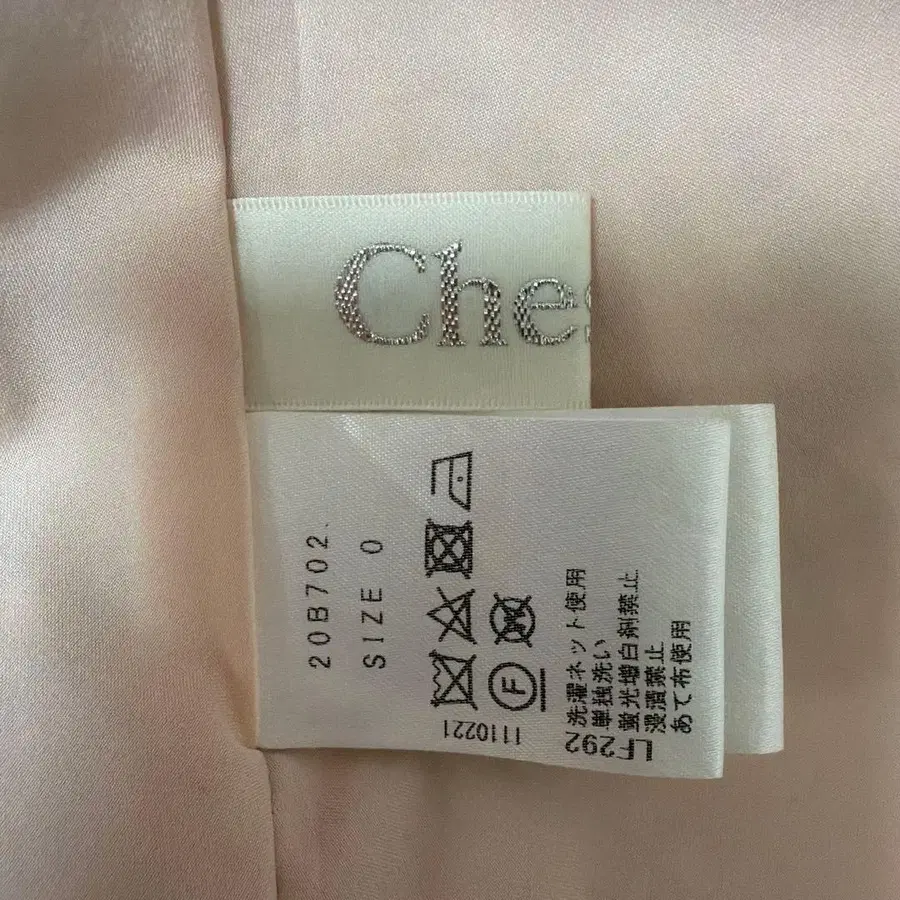 Che
20B702.
SIZE 0
F
W
1110221
洗濯ネット使用
単独洗い
蛍光増白剤禁止
浸漬禁止
あて布使用
LF292